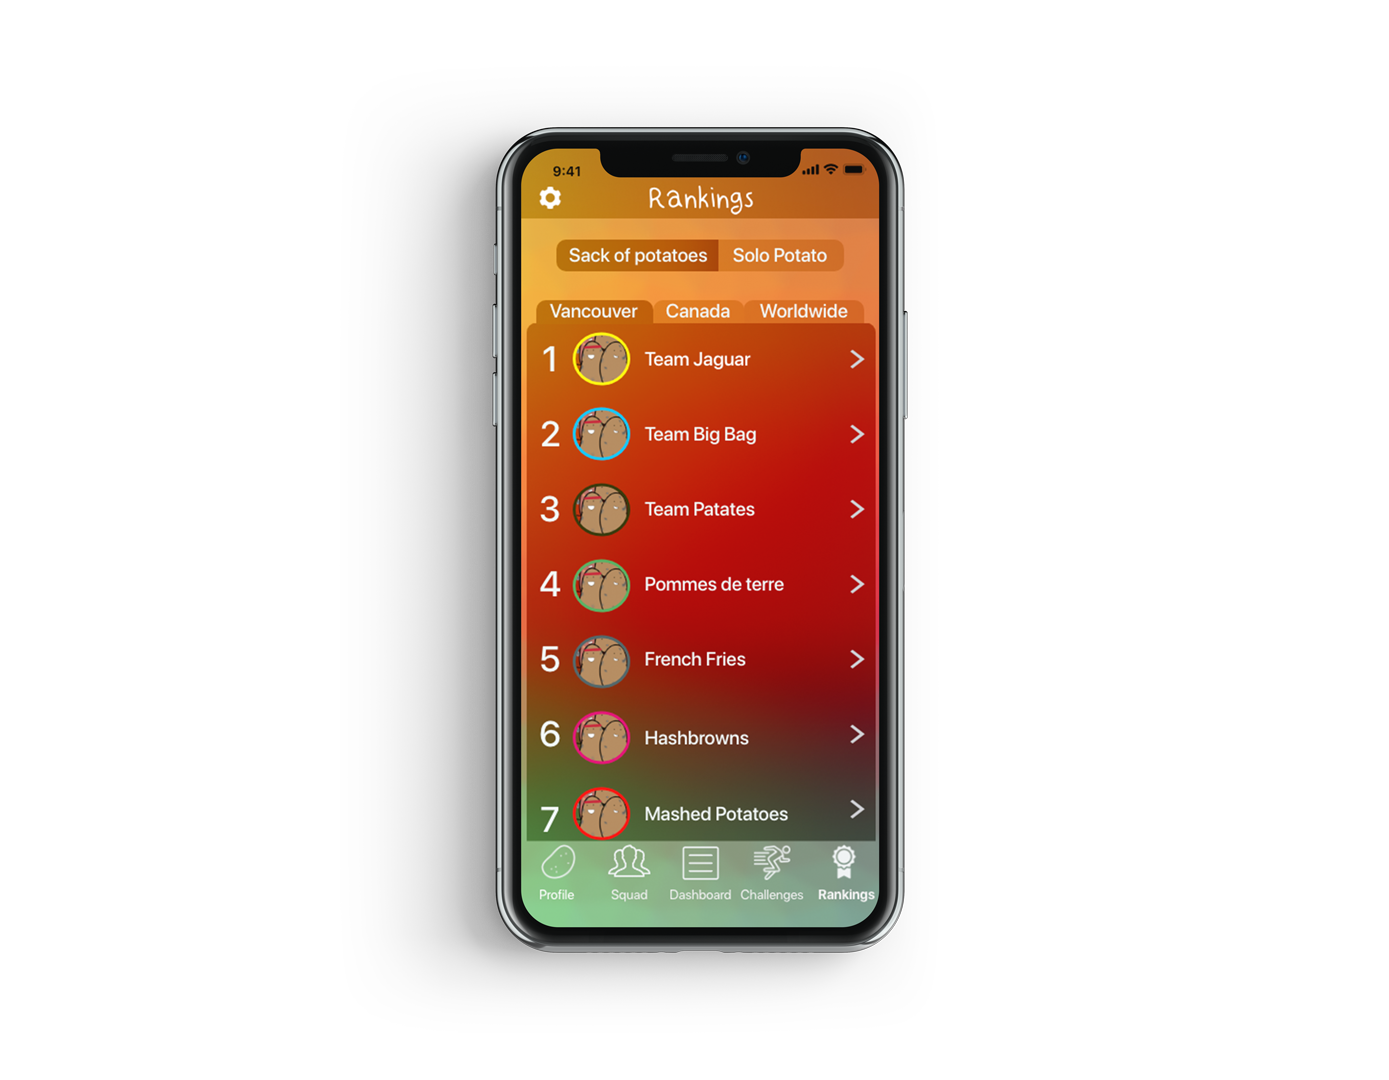 9:41
Rankings
Sack of potatoes Solo Potato
Vancouver Canada Worldwide
1 Team Jaguar
2 Team Big Bag
3 Team Patates
4 Pommes de terre
5 French Fries
6 Hashbrowns
7 Mashed Potatoes
Profile Squad Dashboard Challenges Rankings